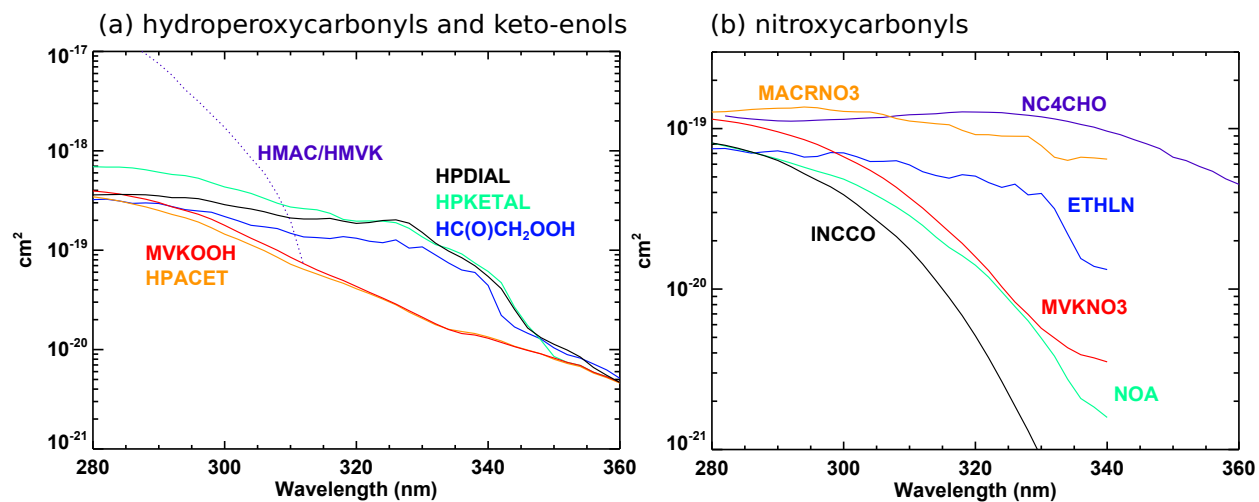 (a) hydroperoxycarbonyls and keto-enols
10⁻¹⁷
10⁻¹⁸
10⁻¹⁹
10⁻²⁰
10⁻²¹
cm²
HMAC/HMVK
HPDIAL
HPKETAL
HC(O)CH₂OOH
MVKOOH
HPACET
280 300 320 340 360
Wavelength (nm)
(b) nitroxycarbonyls
10⁻¹⁸
10⁻¹⁹
10⁻²⁰
10⁻²¹
cm²
MACRNO3
NC4CHO
ETHLN
INCCO
MVKNO3
NOA
280 300 320 340 360
Wavelength (nm)